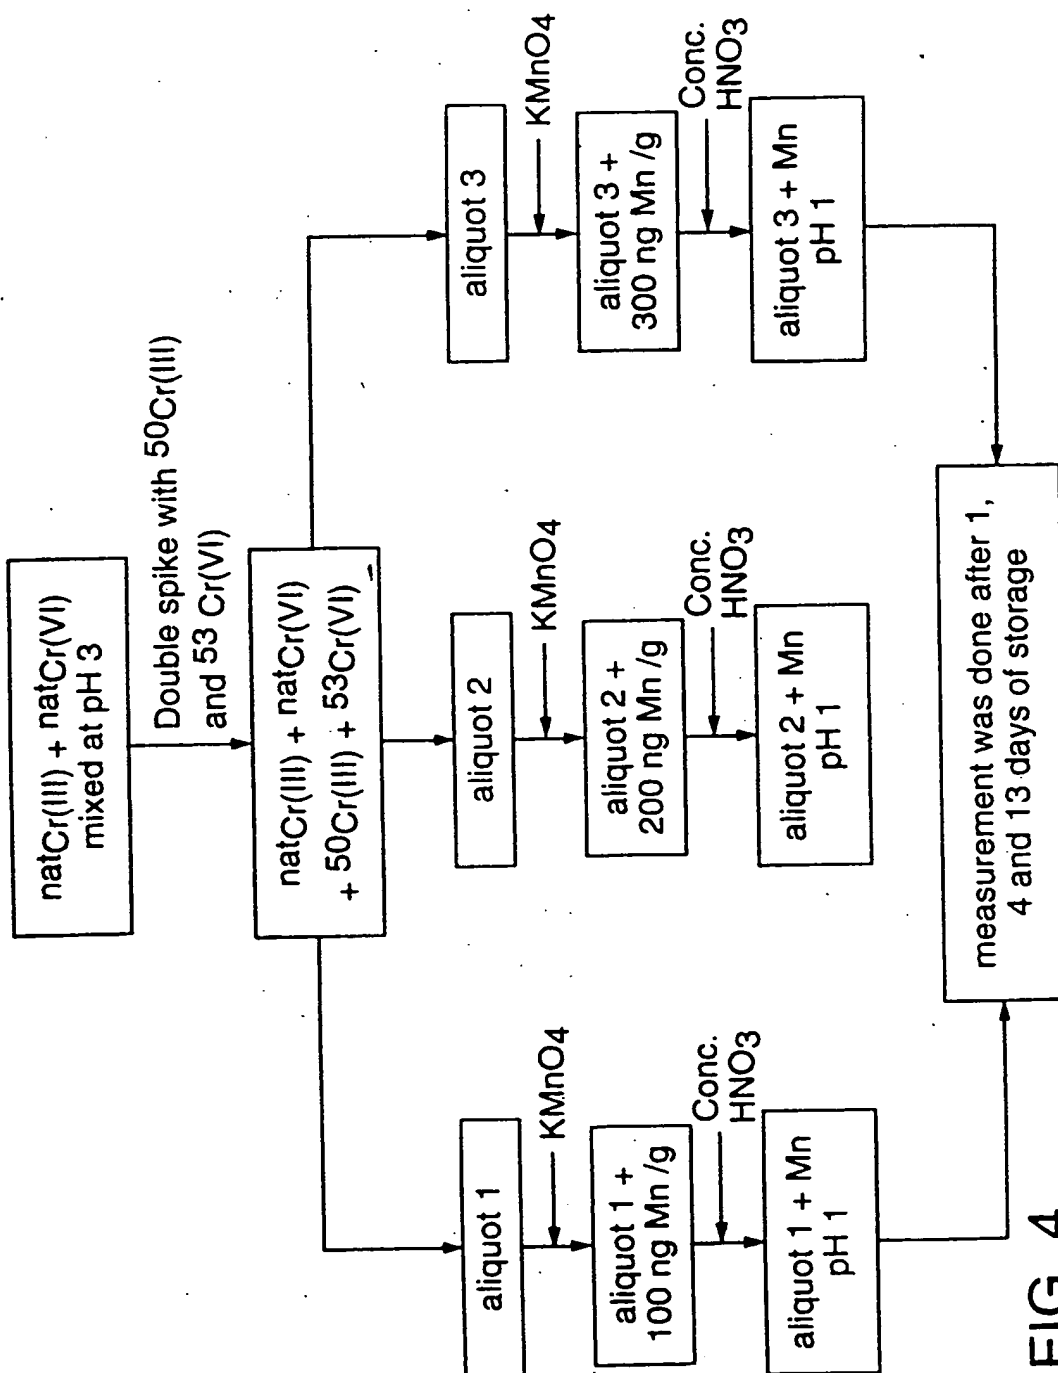 natCr(III) + natCr(VI)
mixed at pH 3
Double spike with 50Cr(III)
and 53 Cr(VI)
natCr(III) + natCr(VI)
+ 50Cr(III) + 53Cr(VI)
aliquot 1
KMnO4
aliquot 1 +
100 ng Mn /g
Conc.
HNO3
aliquot 1 + Mn
pH 1
aliquot 2
KMnO4
aliquot 2 +
200 ng Mn /g
Conc.
HNO3
aliquot 2 + Mn
pH 1
aliquot 3
KMnO4
aliquot 3 +
300 ng Mn /g
Conc.
HNO3
aliquot 3 + Mn
pH 1
measurement was done after 1,
4 and 13 days of storage
FIG. 4